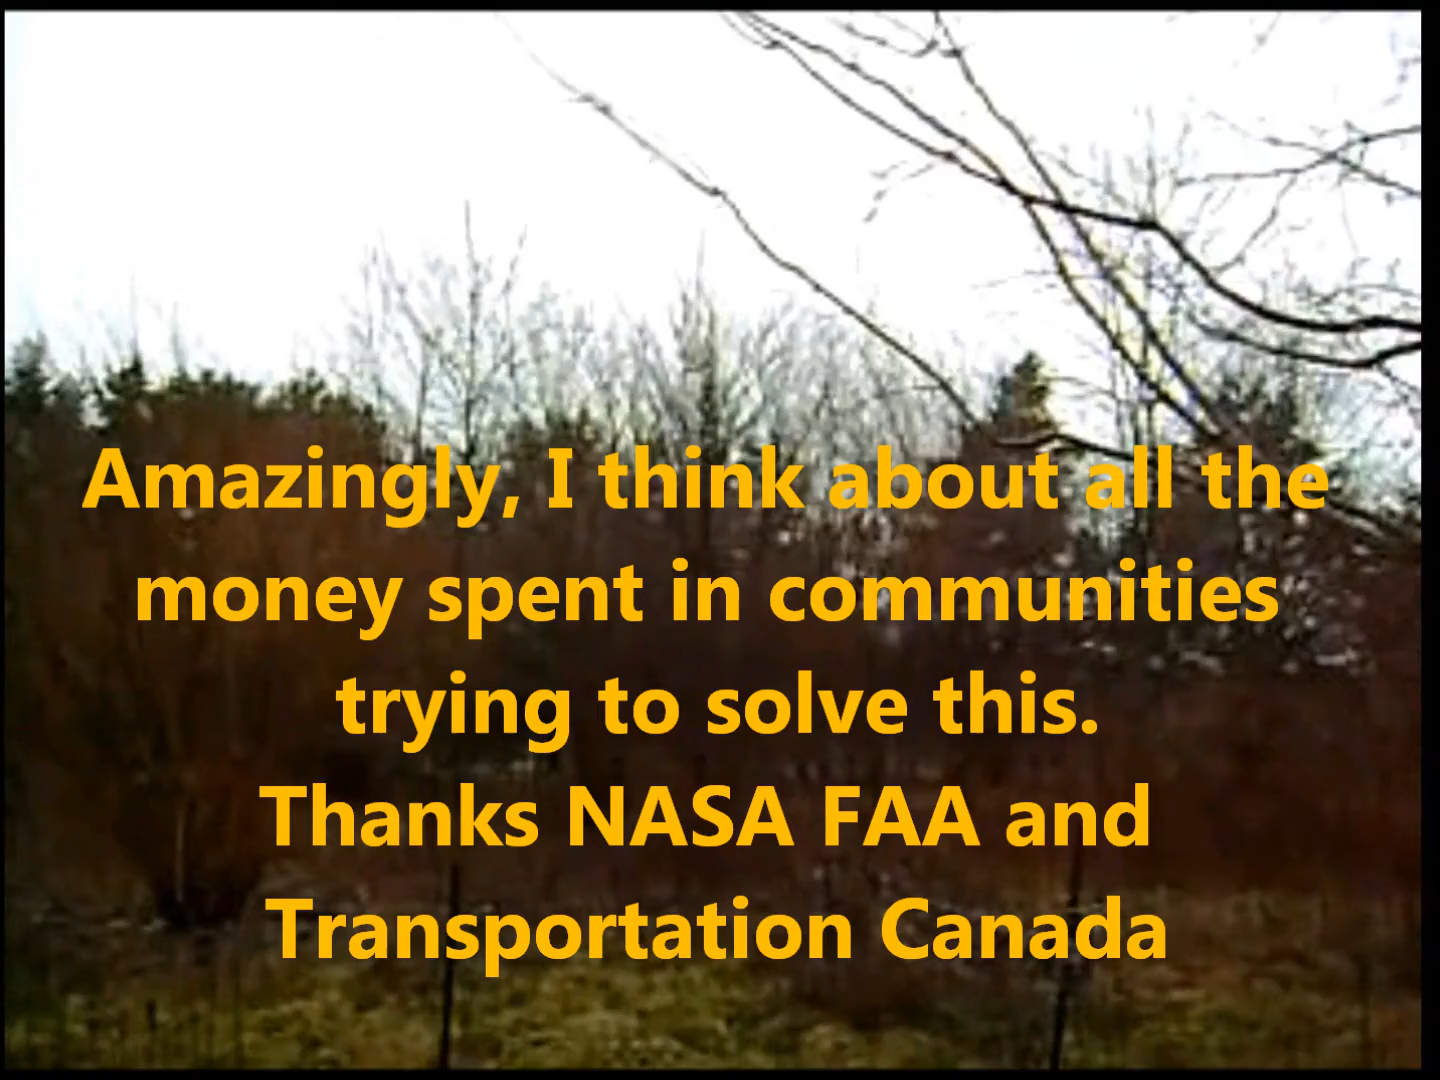 Amazingly, I think about all the
money spent in communities
trying to solve this.
Thanks NASA FAA and
Transportation Canada